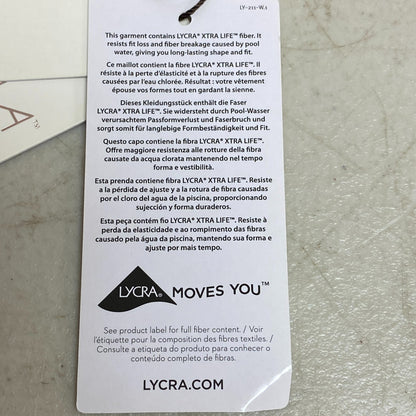 LY-211-W.1
This garment contains LYCRA® XTRA LIFE™ fiber. It
resists fit loss and fiber breakage caused by pool
water, giving you long-lasting shape and fit.
Ce maillot contient la fibre LYCRA® XTRA LIFE™. Il
résiste à la perte d'élasticité et à la rupture des fibres
causées par l'eau chlorée. Résultat : votre vêtement
épouse vos formes tout en gardant la sienne.
Dieses Kleidungsstück enthält die Faser
LYCRA® XTRA LIFE™. Sie widersteht durch Pool-Wasser
verursachtem Passformverlust und Faserbruch und
sorgt somit für langlebige Formbeständigkeit und Fit.
Questo capo contiene la fibra LYCRA® XTRA LIFE™.
Offre maggiore resistenza alle rotture della fibra
causate da acqua clorata mantenendo nel tempo
forma e vestibilità.
Esta prenda contiene fibra LYCRA® XTRA LIFE™. Resiste
a la pérdida de ajuste y a la rotura de fibra causadas
por el cloro del agua de la piscina, proporcionando
sujección y forma duraderos.
Esta peça contém fio LYCRA® XTRA LIFE™. Resiste à
perda da elasticidade e ao rompimento das fibras
causado pela água da piscina, mantendo sua forma e
ajuste por mais tempo.
LYCRA® MOVES YOU™
See product label for full fiber content. / Voir
l'étiquette pour la composition des fibres textiles. /
Consulte a etiqueta do produto para conhecer o
conteúdo completo de fibras.
LYCRA.COM